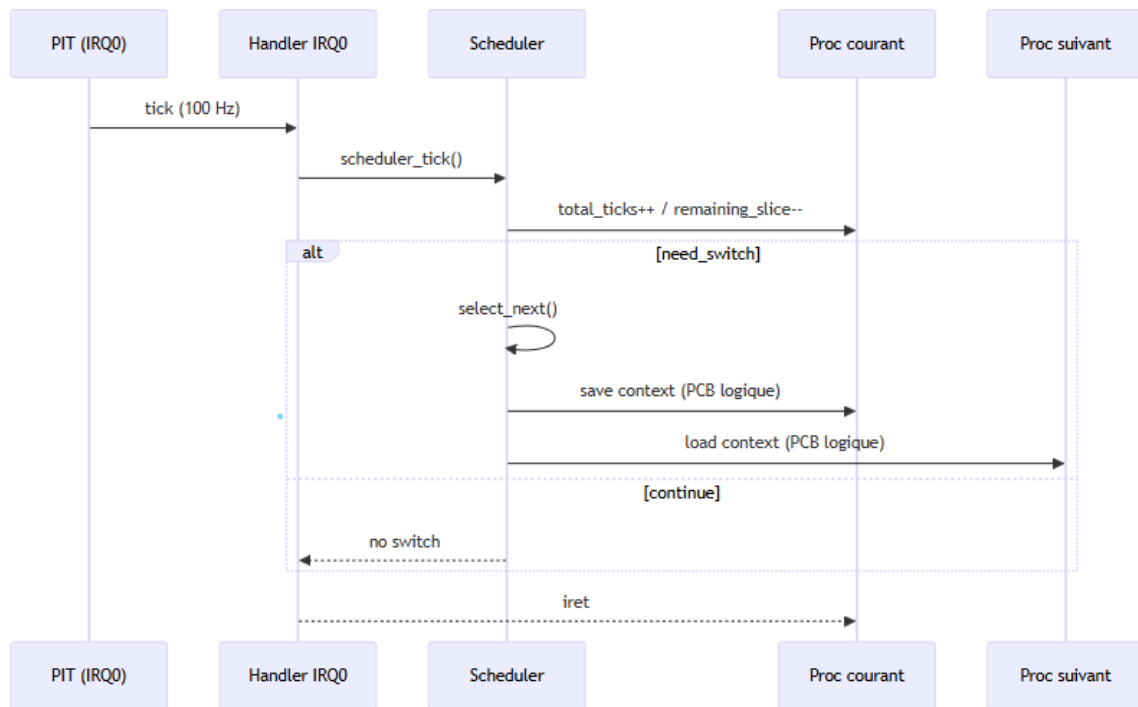 PIT (IRQ0)
Handler IRQ0
Scheduler
Proc courant
Proc suivant
tick (100 Hz)
scheduler_tick()
total_ticks++ / remaining_slice--
alt
[need_switch]
select_next()
save context (PCB logique)
load context (PCB logique)
[continue]
no switch
iret
PIT (IRQ0)
Handler IRQ0
Scheduler
Proc courant
Proc suivant